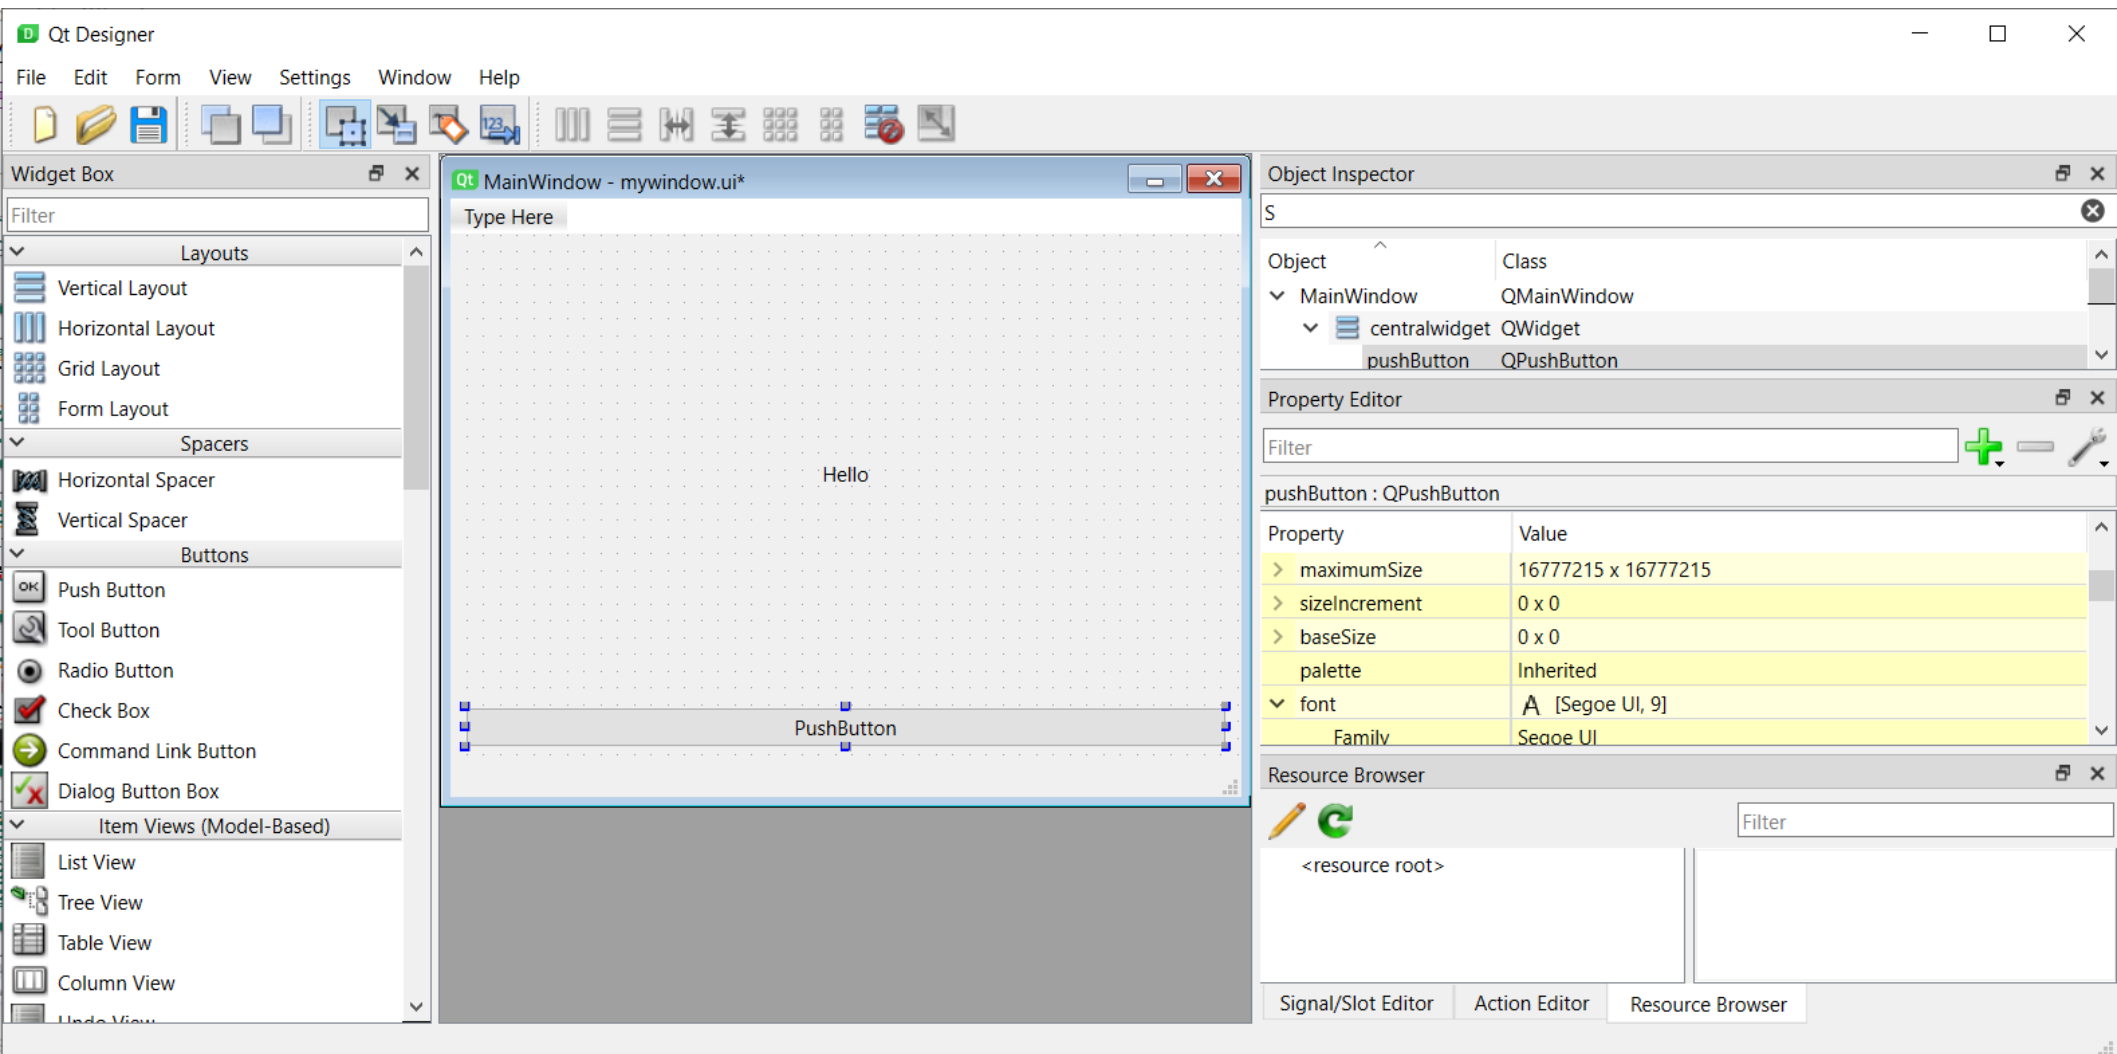 Qt Designer
File Edit Form View Settings Window Help
123
Widget Box
Filter
Layouts
Vertical Layout
Horizontal Layout
Grid Layout
Form Layout
Spacers
Horizontal Spacer
Vertical Spacer
Buttons
OK Push Button
Tool Button
Radio Button
Check Box
Command Link Button
Dialog Button Box
Item Views (Model-Based)
List View
Tree View
Table View
Column View
Undo View
Qt MainWindow - mywindow.ui*
Type Here
Hello
PushButton
Object Inspector
S
Object Class
MainWindow QMainWindow
centralwidget QWidget
pushButton QPushButton
Property Editor
Filter
pushButton : QPushButton
Property Value
maximumSize 16777215 x 16777215
sizeIncrement 0 x 0
baseSize 0 x 0
palette Inherited
font A [Segoe UI, 9]
Family Segoe UI
Resource Browser
Filter
<resource root>
Signal/Slot Editor Action Editor Resource Browser